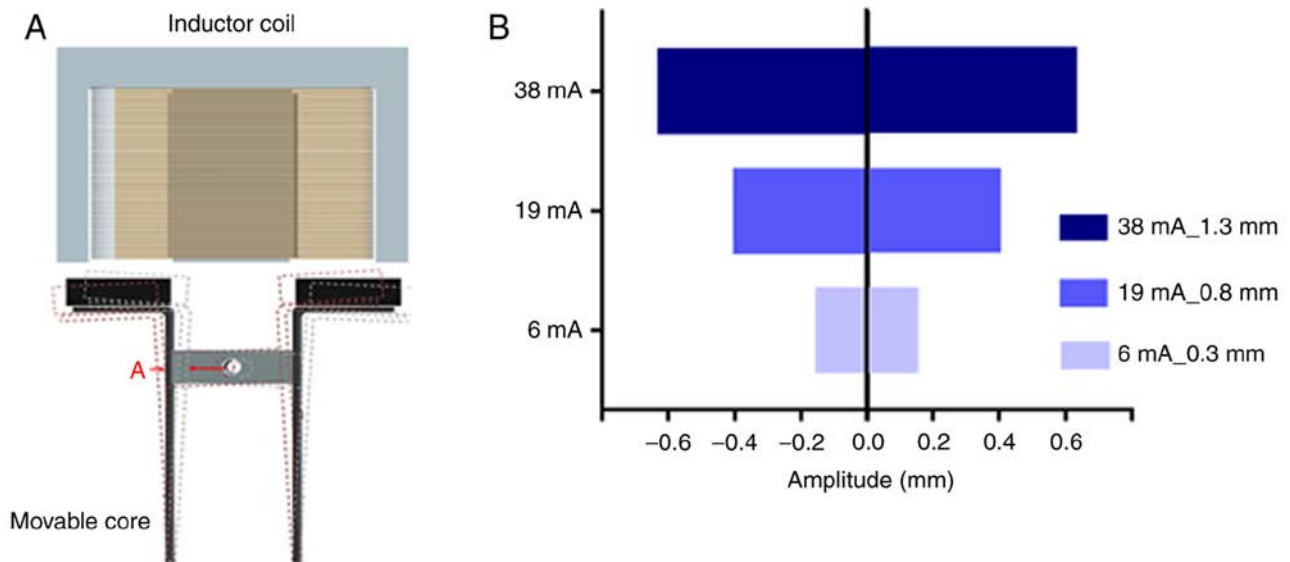 A
Inductor coil
A
Movable core
B
38 mA
19 mA
6 mA
−0.6 −0.4 −0.2 0.0 0.2 0.4 0.6
Amplitude (mm)
38 mA_1.3 mm
19 mA_0.8 mm
6 mA_0.3 mm